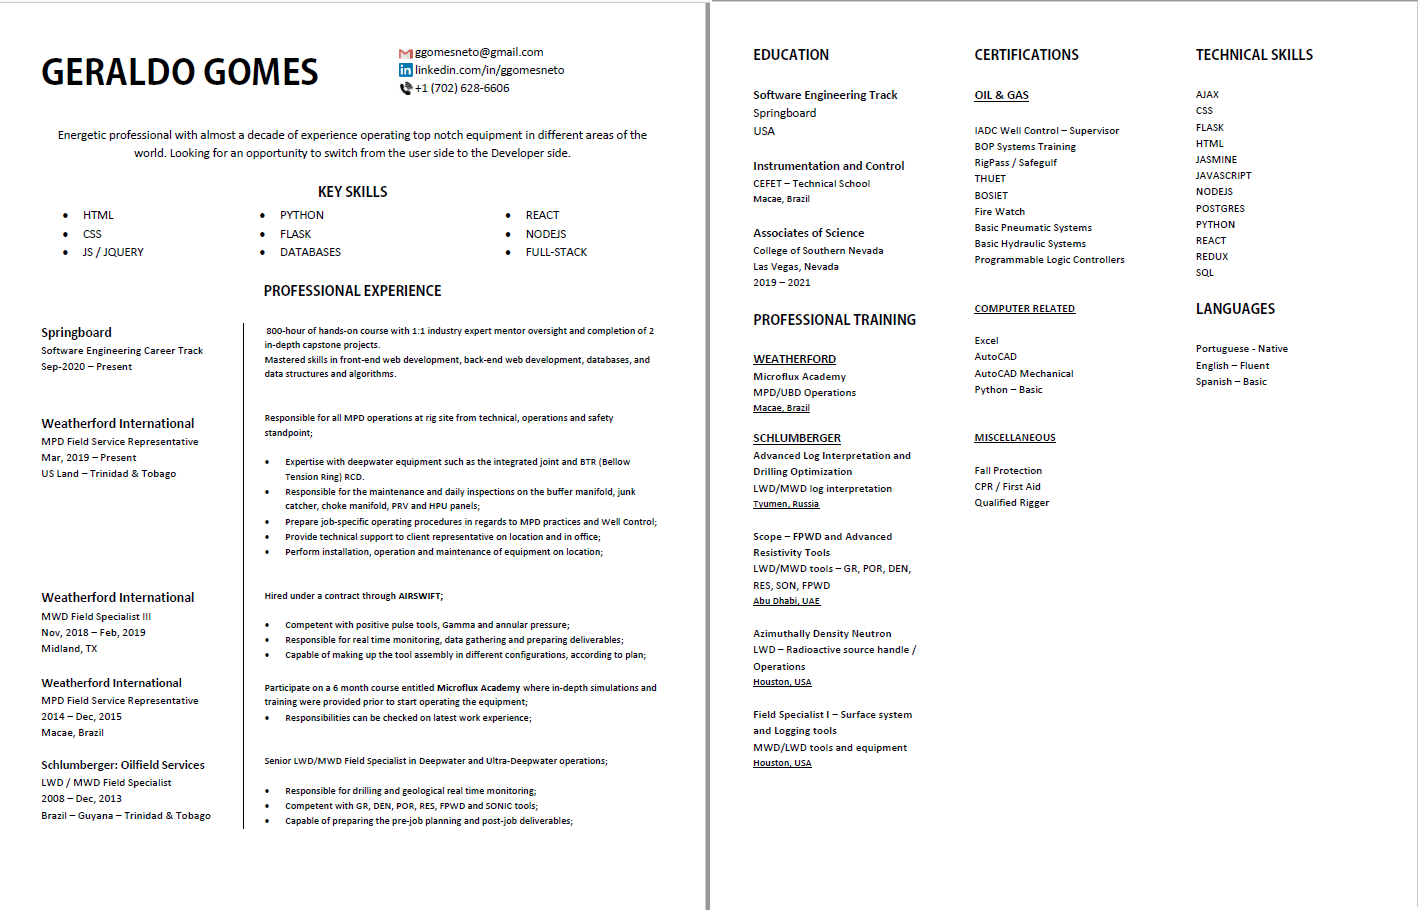 GERALDO GOMES
ggomesneto@gmail.com
linkedin.com/in/ggomesneto
+1 (702) 628-6606
Energetic professional with almost a decade of experience operating top notch equipment in different areas of the
world. Looking for an opportunity to switch from the user side to the Developer side.
KEY SKILLS
• HTML
• CSS
• JS / JQUERY
• PYTHON
• FLASK
• DATABASES
• REACT
• NODEJS
• FULL-STACK
PROFESSIONAL EXPERIENCE
Springboard
Software Engineering Career Track
Sep-2020 – Present
800-hour of hands-on course with 1:1 industry expert mentor oversight and completion of 2
in-depth capstone projects.
Mastered skills in front-end web development, back-end web development, databases, and
data structures and algorithms.
Weatherford International
MPD Field Service Representative
Mar, 2019 – Present
US Land – Trinidad & Tobago
Responsible for all MPD operations at rig site from technical, operations and safety
standpoint;
• Expertise with deepwater equipment such as the integrated joint and BTR (Bellow
Tension Ring) RCD.
• Responsible for the maintenance and daily inspections on the buffer manifold, junk
catcher, choke manifold, PRV and HPU panels;
• Prepare job-specific operating procedures in regards to MPD practices and Well Control;
• Provide technical support to client representative on location and in office;
• Perform installation, operation and maintenance of equipment on location;
Weatherford International
MWD Field Specialist III
Nov, 2018 – Feb, 2019
Midland, TX
Hired under a contract through AIRSWIFT;
• Competent with positive pulse tools, Gamma and annular pressure;
• Responsible for real time monitoring, data gathering and preparing deliverables;
• Capable of making up the tool assembly in different configurations, according to plan;
Weatherford International
MPD Field Service Representative
2014 – Dec, 2015
Macae, Brazil
Participate on a 6 month course entitled Microflux Academy where in-depth simulations and
training were provided prior to start operating the equipment;
• Responsibilities can be checked on latest work experience;
Schlumberger: Oilfield Services
LWD / MWD Field Specialist
2008 – Dec, 2013
Brazil – Guyana – Trinidad & Tobago
Senior LWD/MWD Field Specialist in Deepwater and Ultra-Deepwater operations;
• Responsible for drilling and geological real time monitoring;
• Competent with GR, DEN, POR, RES, FPWD and SONIC tools;
• Capable of preparing the pre-job planning and post-job deliverables;
EDUCATION
Software Engineering Track
Springboard
USA
Instrumentation and Control
CEFET – Technical School
Macae, Brazil
Associates of Science
College of Southern Nevada
Las Vegas, Nevada
2019 – 2021
PROFESSIONAL TRAINING
WEATHERFORD
Microflux Academy
MPD/UBD Operations
Macae, Brazil
SCHLUMBERGER
Advanced Log Interpretation and
Drilling Optimization
LWD/MWD log interpretation
Tyumen, Russia
Scope – FPWD and Advanced
Resistivity Tools
LWD/MWD tools – GR, POR, DEN,
RES, SON, FPWD
Abu Dhabi, UAE
Azimuthally Density Neutron
LWD – Radioactive source handle /
Operations
Houston, USA
Field Specialist I – Surface system
and Logging tools
MWD/LWD tools and equipment
Houston, USA
CERTIFICATIONS
OIL & GAS
IADC Well Control – Supervisor
BOP Systems Training
RigPass / Safegulf
THUET
BOSIET
Fire Watch
Basic Pneumatic Systems
Basic Hydraulic Systems
Programmable Logic Controllers
COMPUTER RELATED
Excel
AutoCAD
AutoCAD Mechanical
Python – Basic
MISCELLANEOUS
Fall Protection
CPR / First Aid
Qualified Rigger
TECHNICAL SKILLS
AJAX
CSS
FLASK
HTML
JASMINE
JAVASCRIPT
NODEJS
POSTGRES
PYTHON
REACT
REDUX
SQL
LANGUAGES
Portuguese - Native
English – Fluent
Spanish – Basic